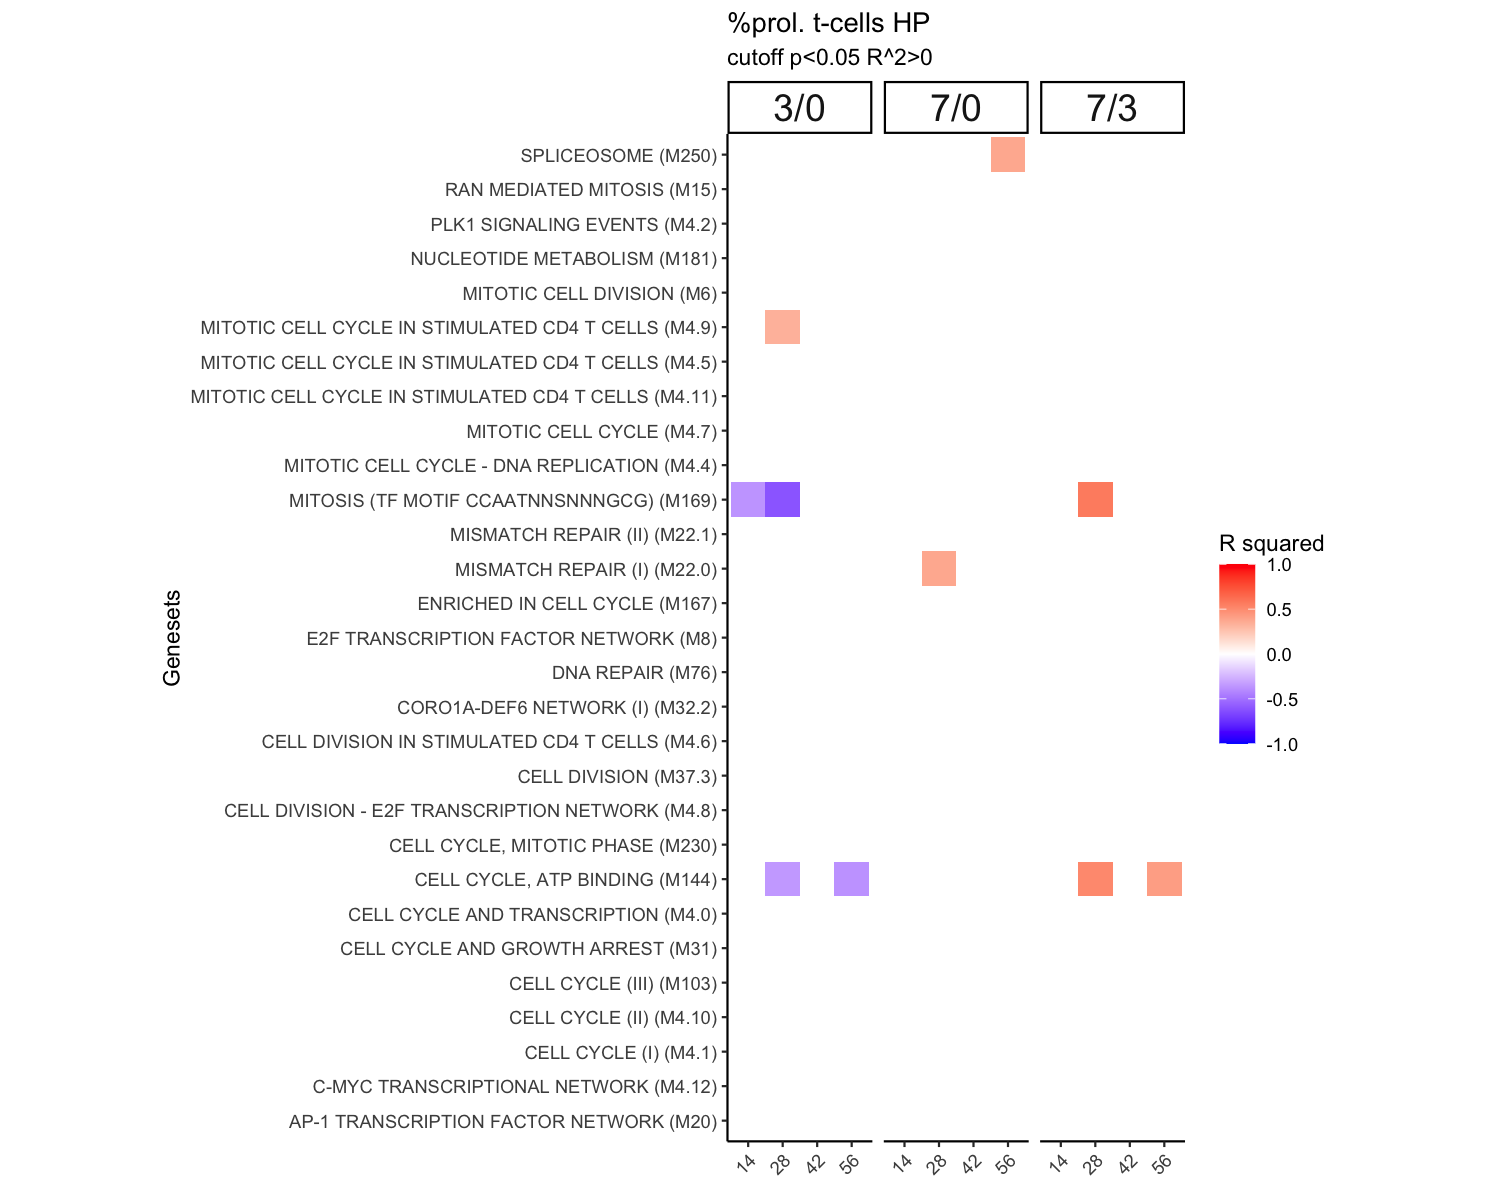 %prol. t-cells HP
cutoff p<0.05 R^2>0
3/0 7/0 7/3
SPLICEOSOME (M250)
RAN MEDIATED MITOSIS (M15)
PLK1 SIGNALING EVENTS (M4.2)
NUCLEOTIDE METABOLISM (M181)
MITOTIC CELL DIVISION (M6)
MITOTIC CELL CYCLE IN STIMULATED CD4 T CELLS (M4.9)
MITOTIC CELL CYCLE IN STIMULATED CD4 T CELLS (M4.5)
MITOTIC CELL CYCLE IN STIMULATED CD4 T CELLS (M4.11)
MITOTIC CELL CYCLE (M4.7)
MITOTIC CELL CYCLE - DNA REPLICATION (M4.4)
MITOSIS (TF MOTIF CCAATNNSNNNGCG) (M169)
MISMATCH REPAIR (II) (M22.1)
MISMATCH REPAIR (I) (M22.0)
ENRICHED IN CELL CYCLE (M167)
E2F TRANSCRIPTION FACTOR NETWORK (M8)
DNA REPAIR (M76)
CORO1A-DEF6 NETWORK (I) (M32.2)
CELL DIVISION IN STIMULATED CD4 T CELLS (M4.6)
CELL DIVISION (M37.3)
CELL DIVISION - E2F TRANSCRIPTION NETWORK (M4.8)
CELL CYCLE, MITOTIC PHASE (M230)
CELL CYCLE, ATP BINDING (M144)
CELL CYCLE AND TRANSCRIPTION (M4.0)
CELL CYCLE AND GROWTH ARREST (M31)
CELL CYCLE (III) (M103)
CELL CYCLE (II) (M4.10)
CELL CYCLE (I) (M4.1)
C-MYC TRANSCRIPTIONAL NETWORK (M4.12)
AP-1 TRANSCRIPTION FACTOR NETWORK (M20)
Genesets
14 28 42 56 14 28 42 56 14 28 42 56
R squared
1.0
0.5
0.0
-0.5
-1.0